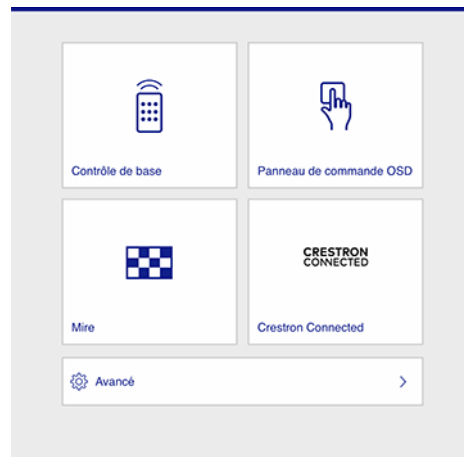 Contrôle de base
Panneau de commande OSD
CRESTRON
CONNECTED
Mire
Crestron Connected
Avancé